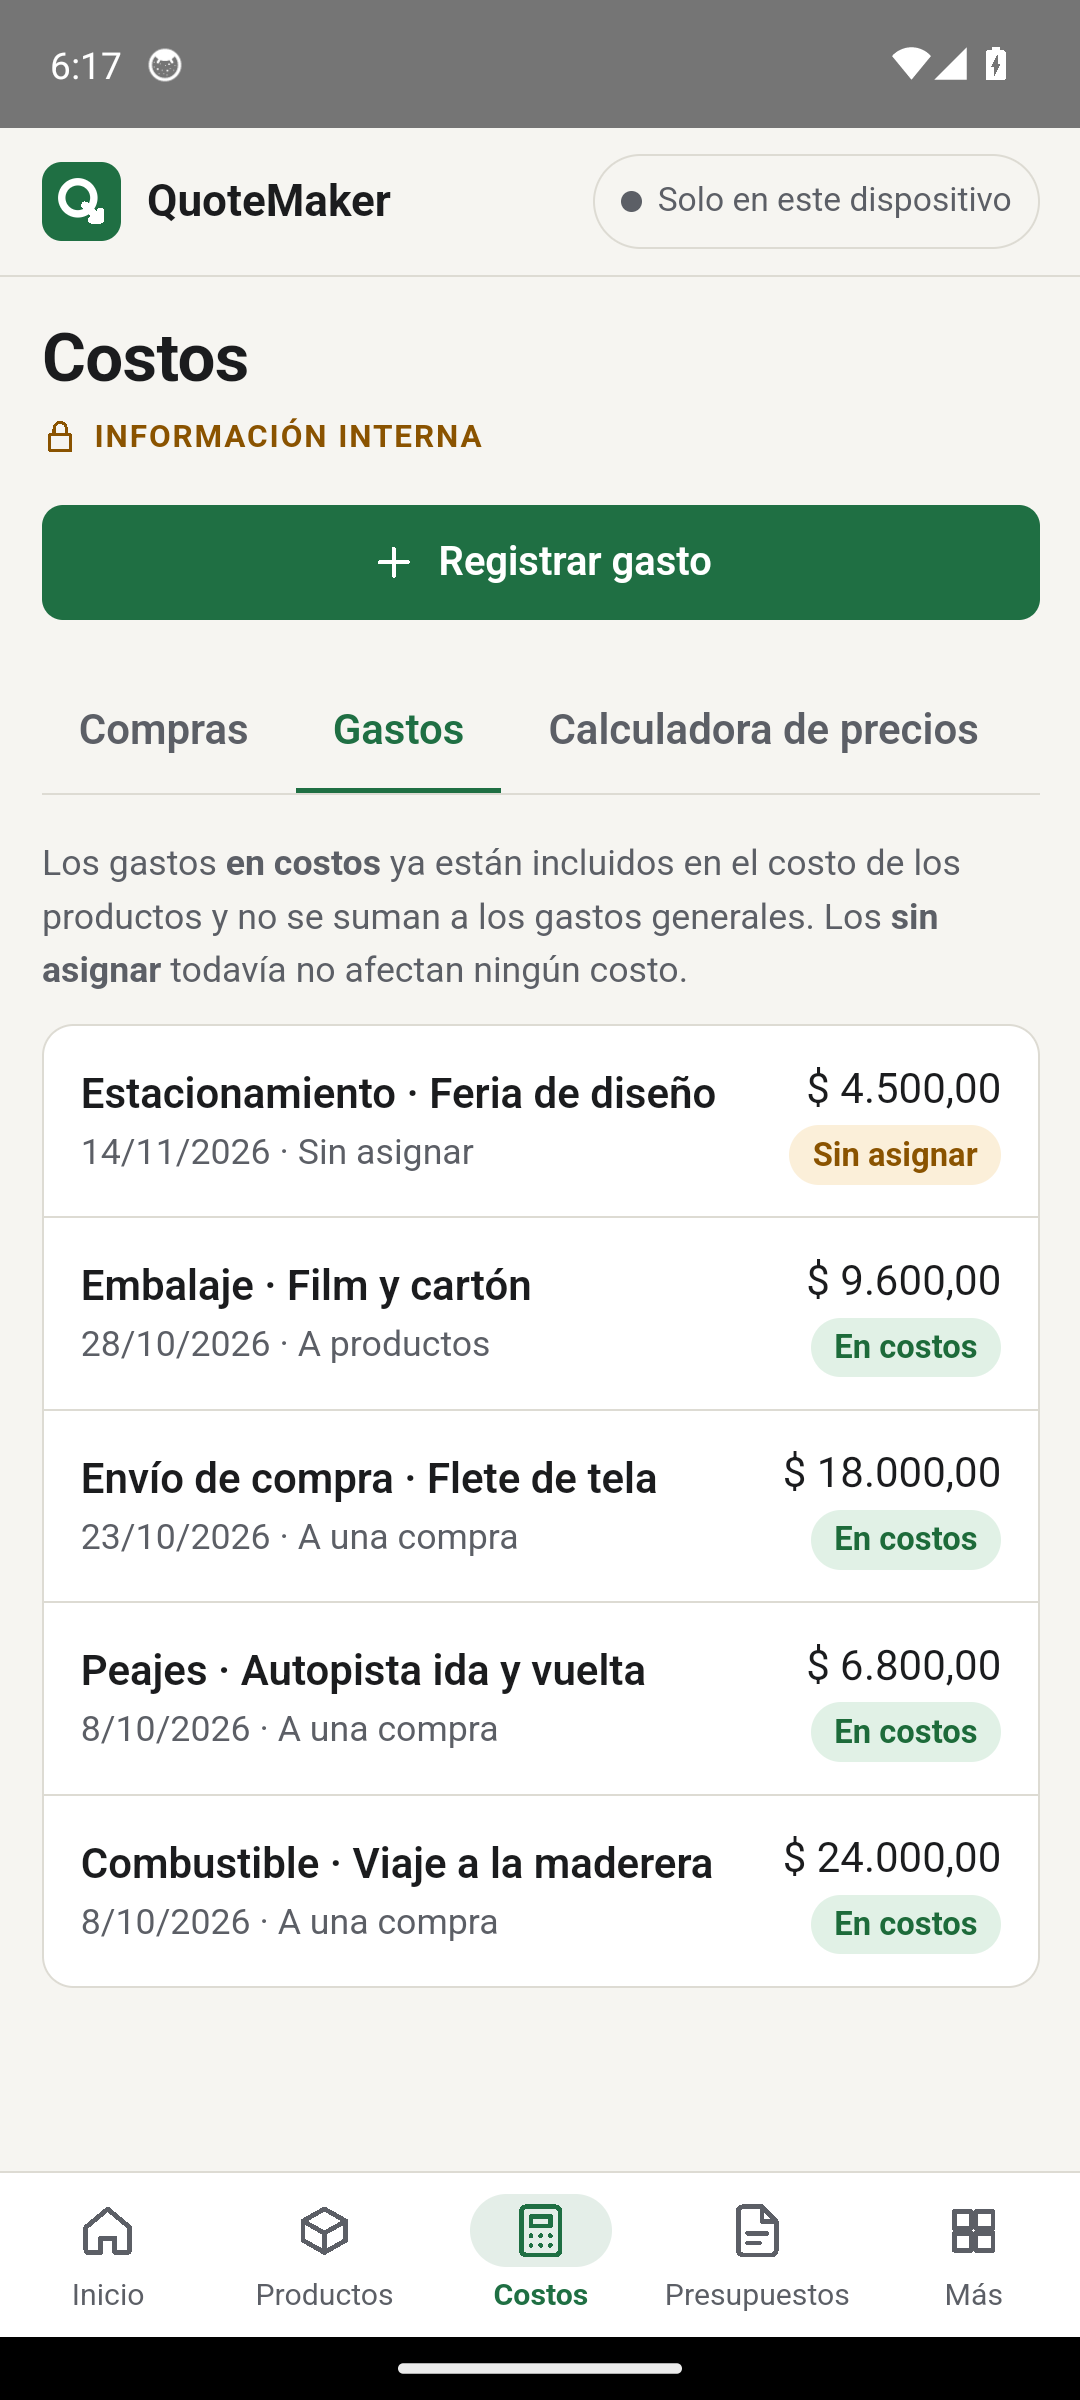 6:17
QuoteMaker
Solo en este dispositivo
Costos
INFORMACIÓN INTERNA
Registrar gasto
Compras
Gastos
Calculadora de precios
Los gastos en costos ya están incluidos en el costo de los
productos y no se suman a los gastos generales. Los sin
asignar todavía no afectan ningún costo.
Estacionamiento · Feria de diseño
$ 4.500,00
14/11/2026 · Sin asignar
Sin asignar
Embalaje · Film y cartón
$ 9.600,00
28/10/2026 · A productos
En costos
Envío de compra · Flete de tela
$ 18.000,00
23/10/2026 · A una compra
En costos
Peajes · Autopista ida y vuelta
$ 6.800,00
8/10/2026 · A una compra
En costos
Combustible · Viaje a la maderera
$ 24.000,00
8/10/2026 · A una compra
En costos
Inicio
Productos
Costos
Presupuestos
Más